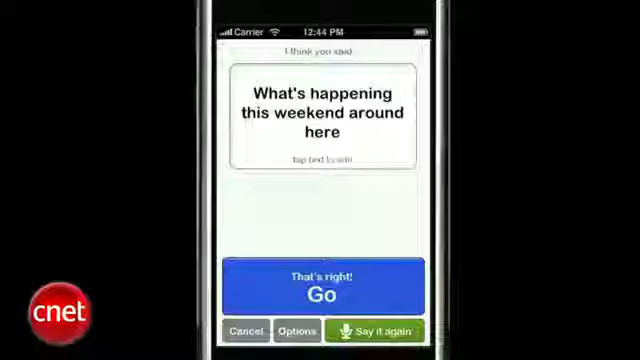 Carrier 12:44 PM
I think you said
What's happening
this weekend around
here
tap text to edit
That's right!
Go
Cancel Options Say it again
cnet